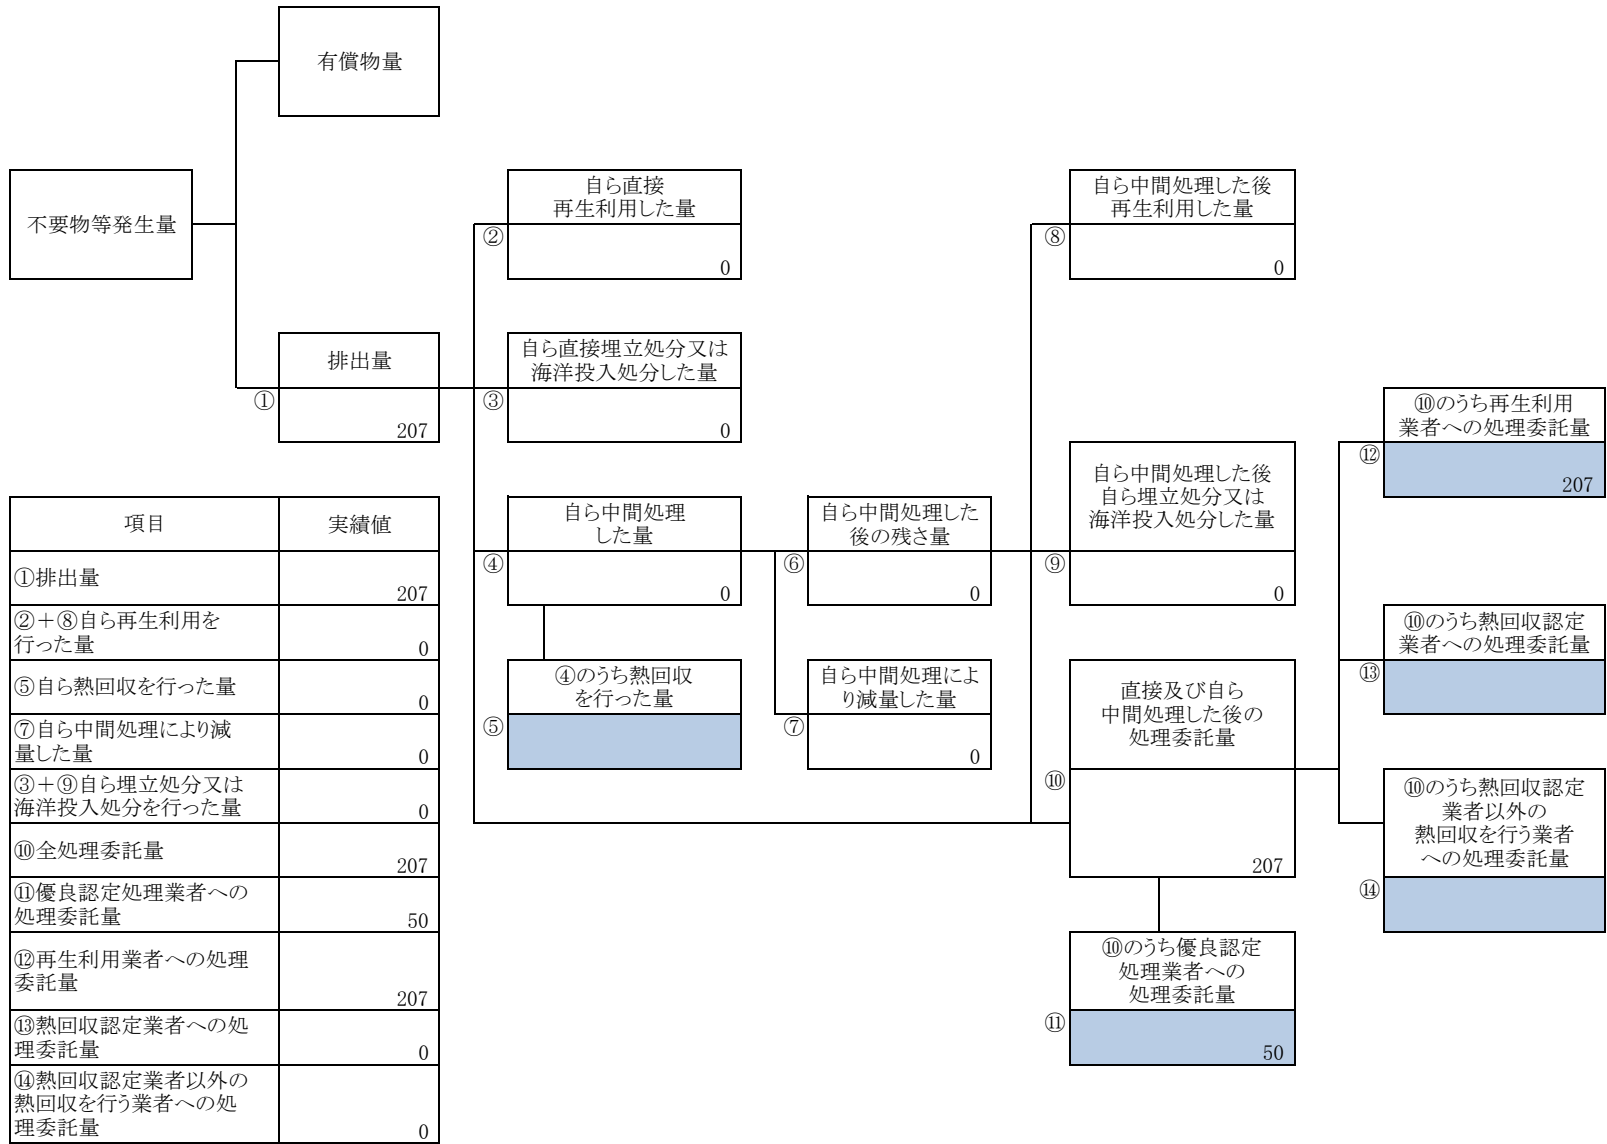 有償物量
不要物等発生量
自ら直接
再生利用した量
②
0
自ら中間処理した後
再生利用した量
⑧
0
排出量
①
207
自ら直接埋立処分又は
海洋投入処分した量
③
0
⑩のうち再生利用
業者への処理委託量
⑫
207
自ら中間処理
した量
④
0
自ら中間処理した
後の残さ量
⑥
0
自ら中間処理した後
自ら埋立処分又は
海洋投入処分した量
⑨
0
⑩のうち熱回収認定
業者への処理委託量
⑬
④のうち熱回収
を行った量
⑤
自ら中間処理によ
り減量した量
⑦
0
直接及び自ら
中間処理した後の
処理委託量
⑩
207
⑩のうち熱回収認定
業者以外の
熱回収を行う業者
への処理委託量
⑭
⑩のうち優良認定
処理業者への
処理委託量
⑪
50
項目 実績値
①排出量
207
②＋⑧自ら再生利用を
行った量
0
⑤自ら熱回収を行った量
0
⑦自ら中間処理により減
量した量
0
③＋⑨自ら埋立処分又は
海洋投入処分を行った量
0
⑩全処理委託量
207
⑪優良認定処理業者への
処理委託量
50
⑫再生利用業者への処理
委託量
207
⑬熱回収認定業者への処
理委託量
0
⑭熱回収認定業者以外の
熱回収を行う業者への処
理委託量
0